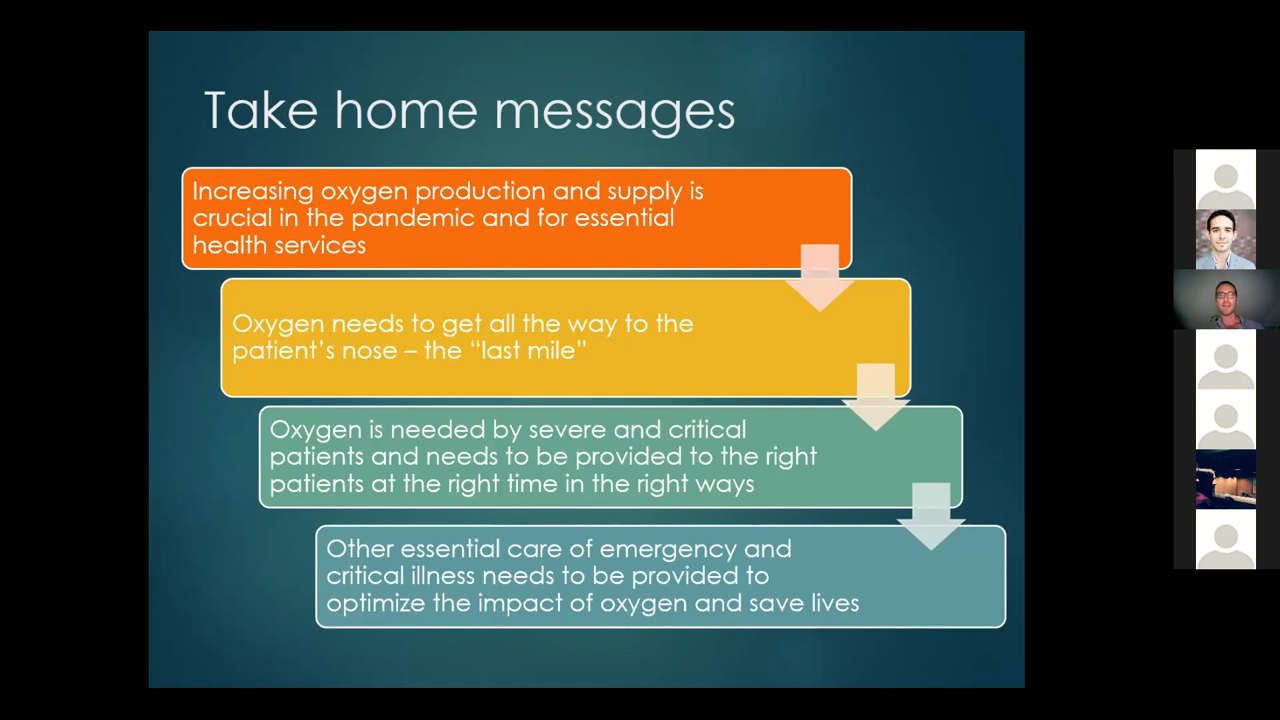 Take home messages
Increasing oxygen production and supply is
crucial in the pandemic and for essential
health services
Oxygen needs to get all the way to the
patient’s nose – the “last mile”
Oxygen is needed by severe and critical
patients and needs to be provided to the right
patients at the right time in the right ways
Other essential care of emergency and
critical illness needs to be provided to
optimize the impact of oxygen and save lives